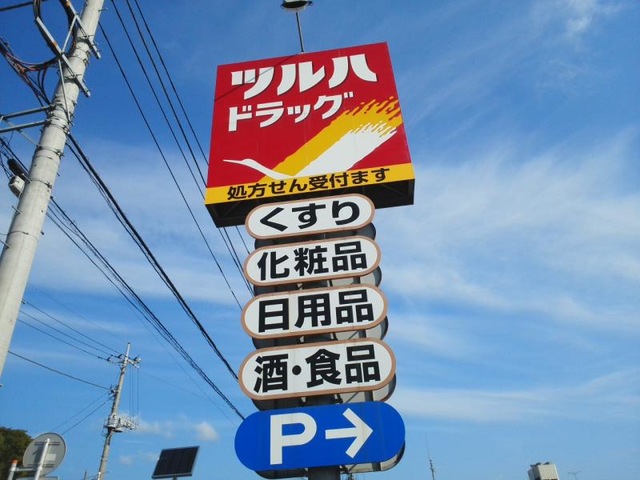 ツルハ
ドラッグ
処方せん受付ます
くすり
化粧品
日用品
酒・食品
P→